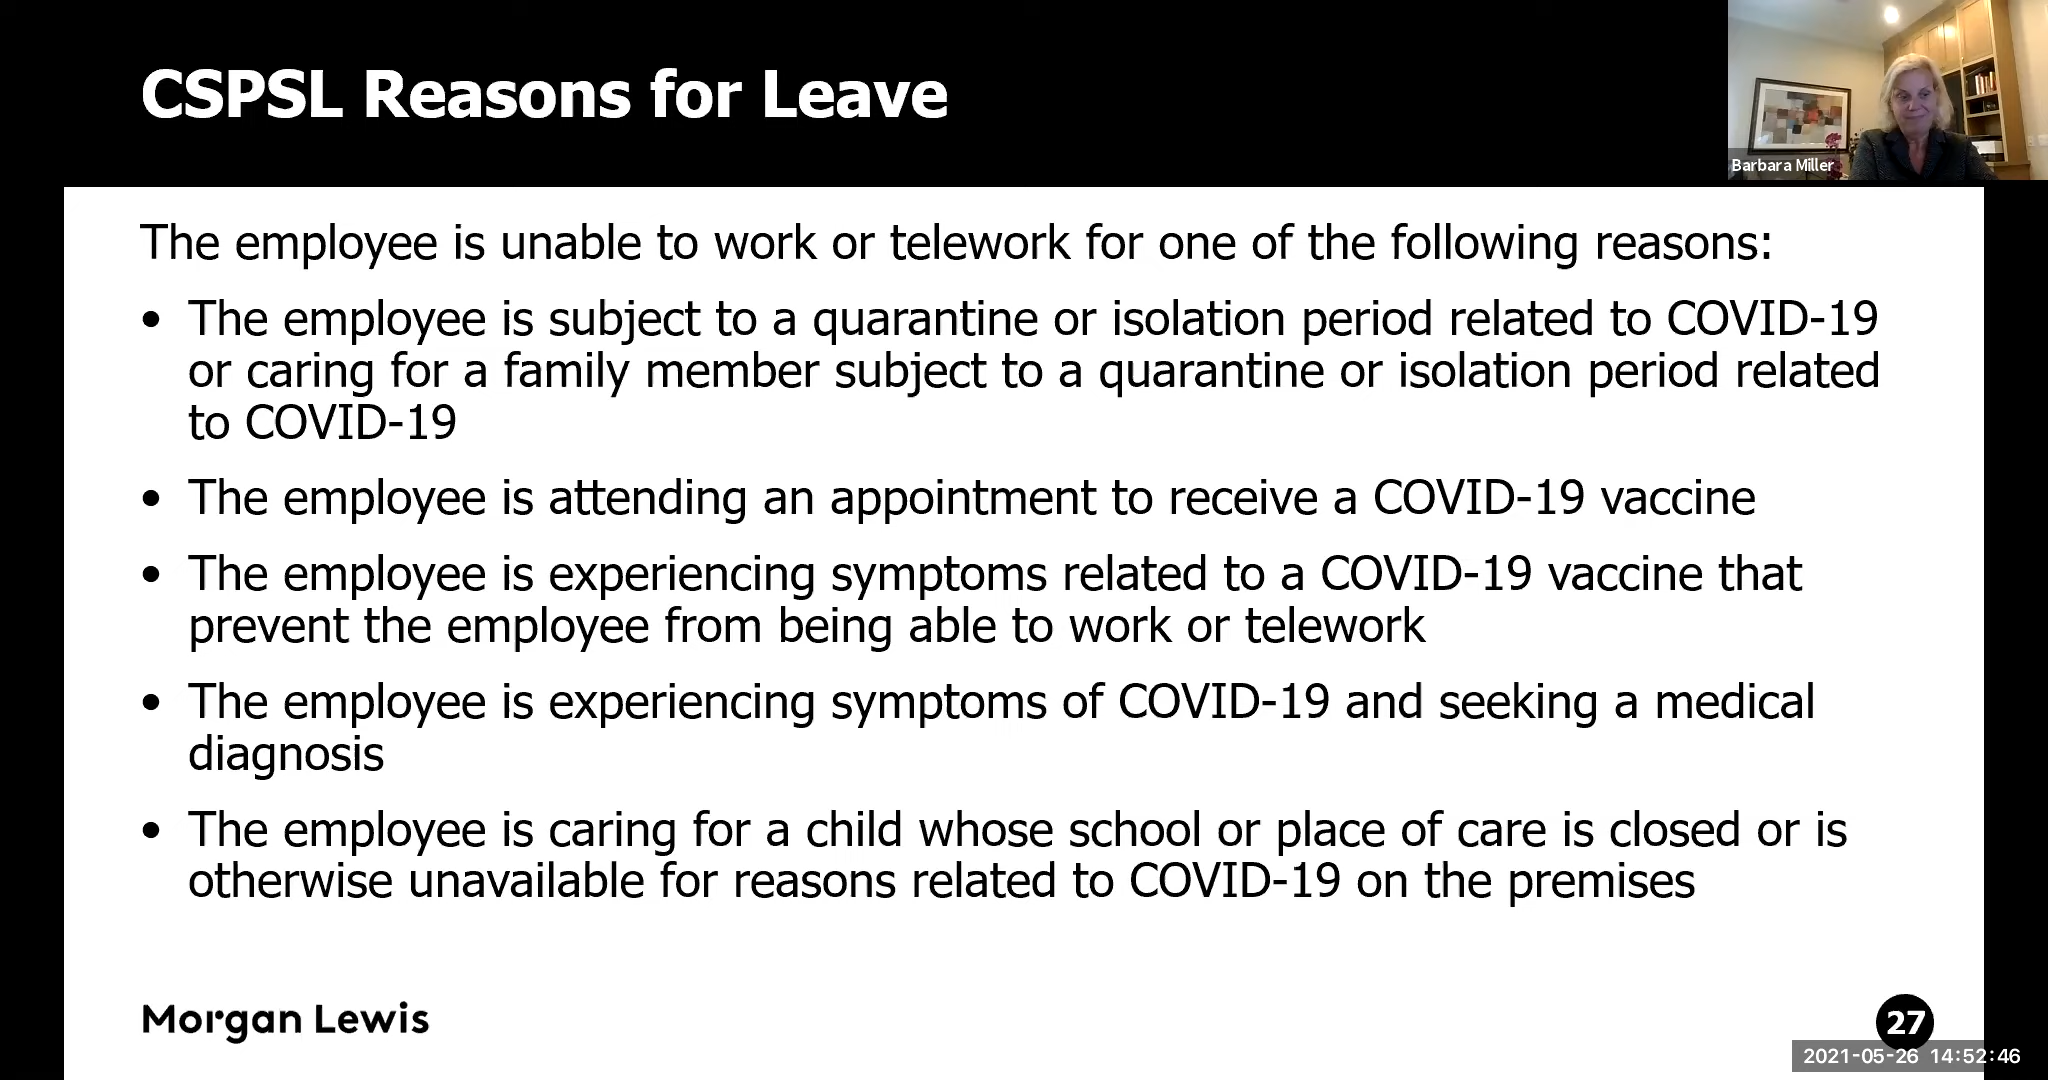 CSPSL Reasons for Leave
Barbara Miller
The employee is unable to work or telework for one of the following reasons:
• The employee is subject to a quarantine or isolation period related to COVID-19
or caring for a family member subject to a quarantine or isolation period related
to COVID-19
• The employee is attending an appointment to receive a COVID-19 vaccine
• The employee is experiencing symptoms related to a COVID-19 vaccine that
prevent the employee from being able to work or telework
• The employee is experiencing symptoms of COVID-19 and seeking a medical
diagnosis
• The employee is caring for a child whose school or place of care is closed or is
otherwise unavailable for reasons related to COVID-19 on the premises
Morgan Lewis
27
2021-05-26 14:52:46